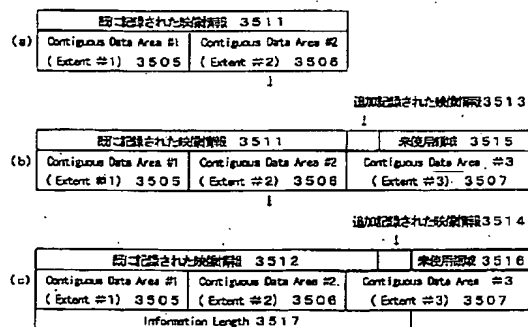 既に記録された映像情報 3511
(a)
Contiguous Data Area #1 Contiguous Data Area #2
(Extent #1) 3505 (Extent #2) 3506
追加記録された映像情報3513
既に記録された映像情報 3511 未使用領域 3515
(b)
Contiguous Data Area #1 Contiguous Data Area #2 Contiguous Data Area #3
(Extent #1) 3505 (Extent #2) 3506 (Extent #3) 3507
追加記録された映像情報3514
既に記録された映像情報 3512 未使用領域 3516
(c)
Contiguous Data Area #1 Contiguous Data Area #2 Contiguous Data Area #3
(Extent #1) 3505 (Extent #2) 3506 (Extent #3) 3507
Information Length 3517